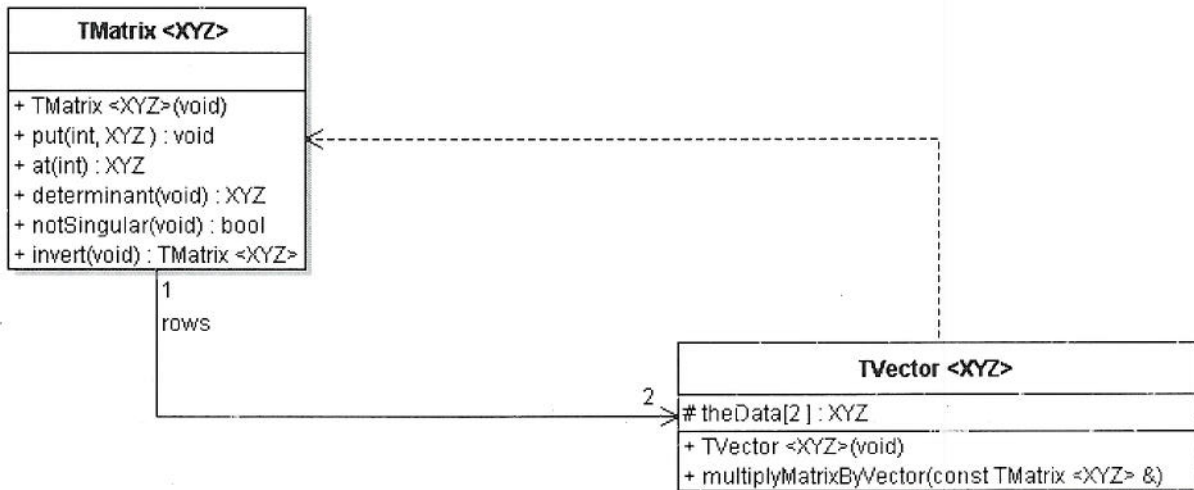 TMatrix <XYZ>
+ TMatrix <XYZ>(void)
+ put(int, XYZ ) : void
+ at(int) : XYZ
+ determinant(void) : XYZ
+ notSingular(void) : bool
+ invert(void) : TMatrix <XYZ>
1
rows
2
TVector <XYZ>
# theData[2 ] : XYZ
+ TVector <XYZ>(void)
+ multiplyMatrixByVector(const TMatrix <XYZ> &)